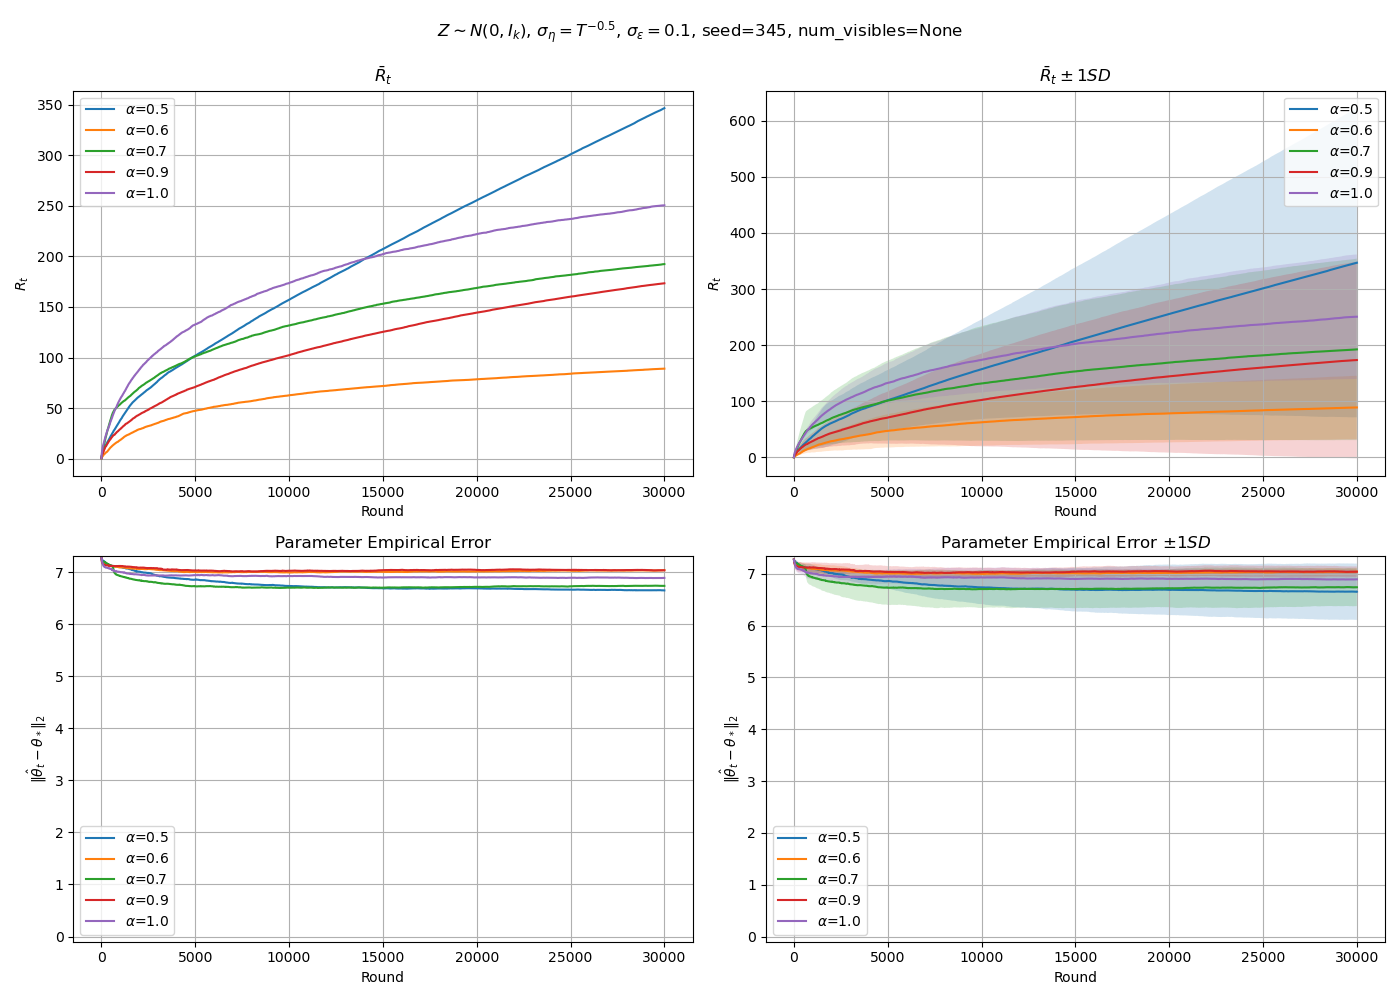 Z ~ N(0, I_k), σ_η = T^{−0.5}, σ_ε = 0.1, seed=345, num_visibles=None
R̄_t
R_t
350
300
250
200
150
100
50
0
α=0.5
α=0.6
α=0.7
α=0.9
α=1.0
0 5000 10000 15000 20000 25000 30000
Round
R̄_t ± 1SD
R_t
600
500
400
300
200
100
0
α=0.5
α=0.6
α=0.7
α=0.9
α=1.0
0 5000 10000 15000 20000 25000 30000
Round
Parameter Empirical Error
‖θ̂_t − θ_*‖_2
7
6
5
4
3
2
1
0
α=0.5
α=0.6
α=0.7
α=0.9
α=1.0
0 5000 10000 15000 20000 25000 30000
Round
Parameter Empirical Error ±1SD
‖θ̂_t − θ_*‖_2
7
6
5
4
3
2
1
0
α=0.5
α=0.6
α=0.7
α=0.9
α=1.0
0 5000 10000 15000 20000 25000 30000
Round